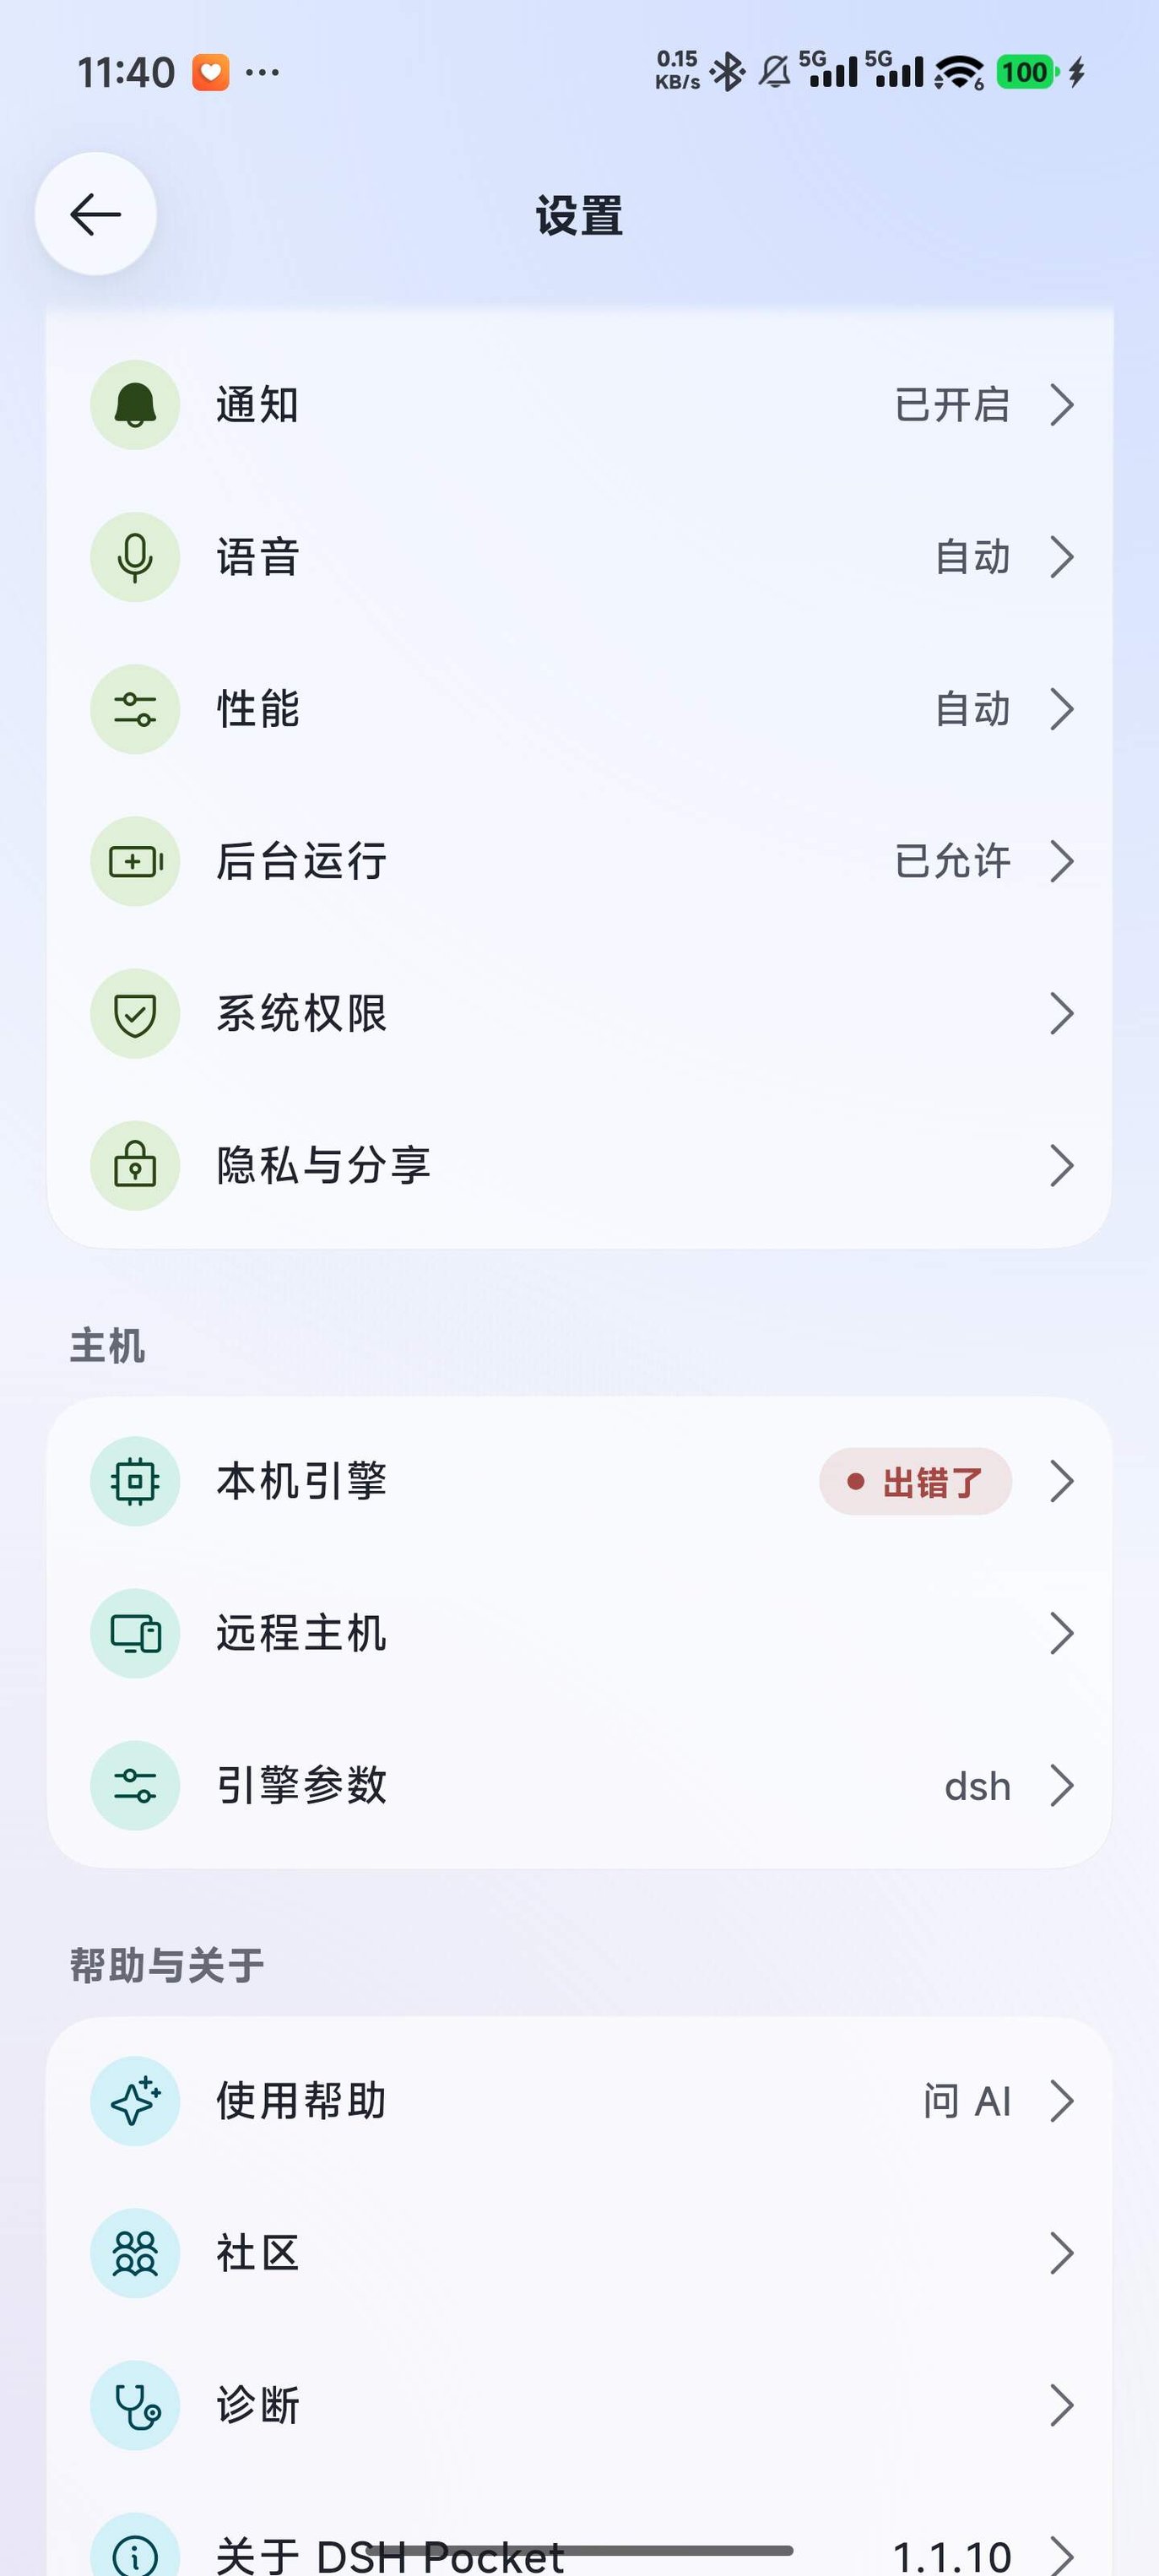 11:40 ... 0.15 KB/s 5G 5G 6 100
设置
通知 已开启
语音 自动
性能 自动
后台运行 已允许
系统权限
隐私与分享
主机
本机引擎 出错了
远程主机
引擎参数 dsh
帮助与关于
使用帮助 问 AI
社区
诊断
关于 DSH Pocket 1.1.10